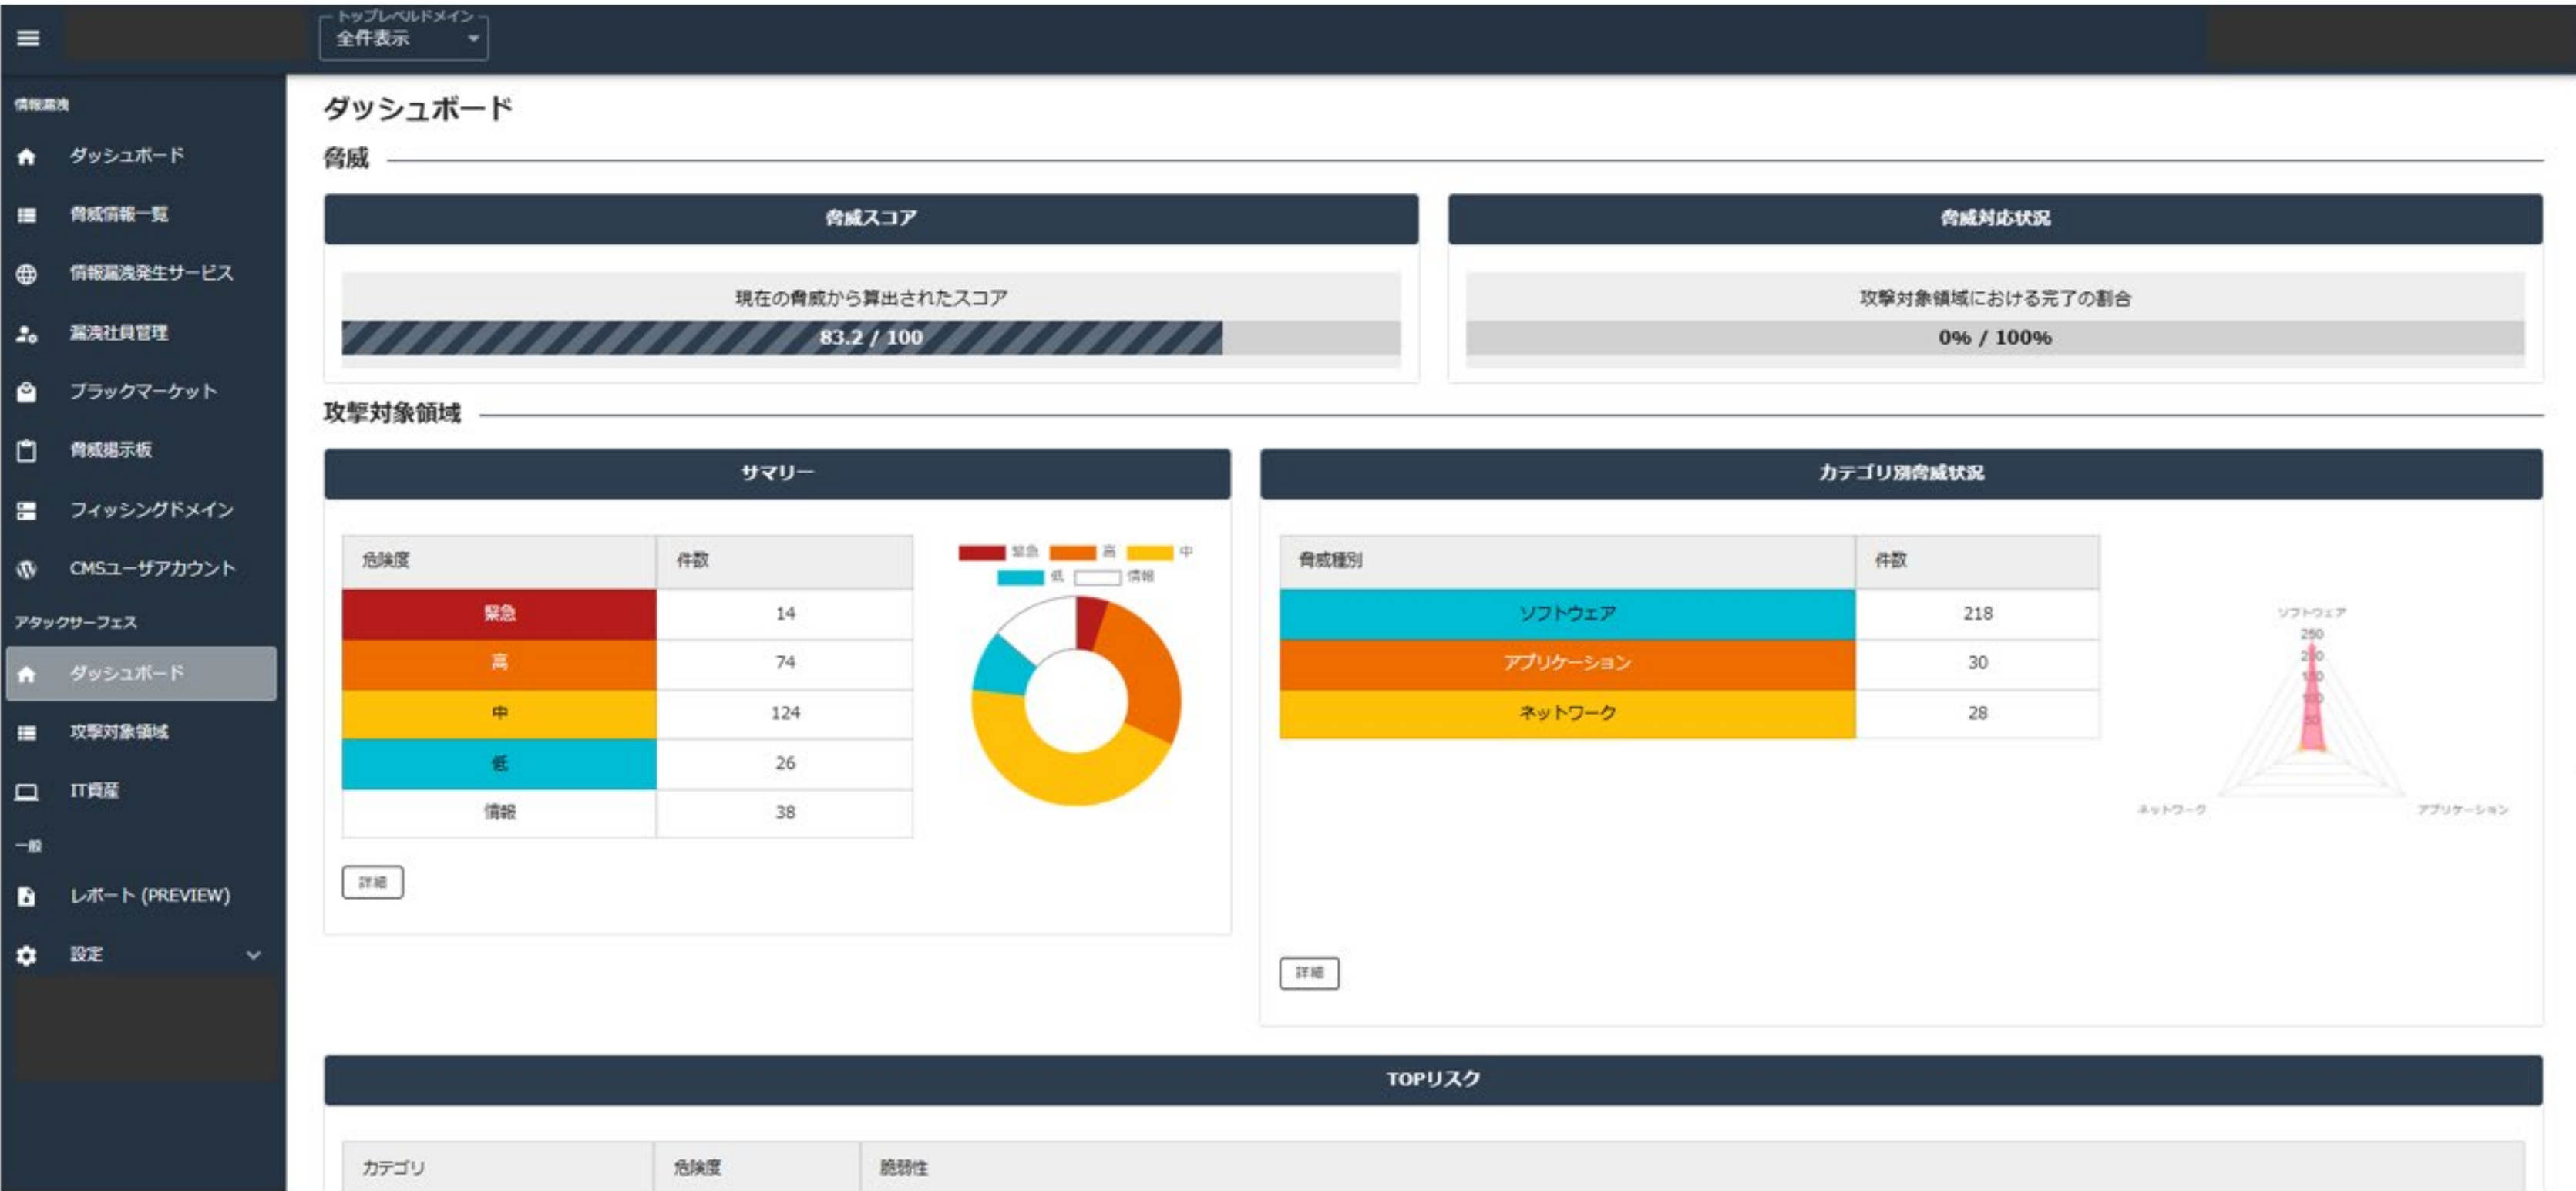 トップレベルドメイン
全件表示
情報漏洩
ダッシュボード
脅威情報一覧
情報漏洩発生サービス
漏洩社員管理
ブラックマーケット
脅威掲示板
フィッシングドメイン
CMSユーザアカウント
アタックサーフェス
ダッシュボード
攻撃対象領域
IT資産
一般
レポート (PREVIEW)
設定
ダッシュボード
脅威
脅威スコア
現在の脅威から算出されたスコア
83.2 / 100
脅威対応状況
攻撃対象領域における完了の割合
0% / 100%
攻撃対象領域
サマリー
危険度 件数
緊急 14
高 74
中 124
低 26
情報 38
緊急 高 中
低 情報
詳細
カテゴリ別脅威状況
脅威種別 件数
ソフトウェア 218
アプリケーション 30
ネットワーク 28
ソフトウェア
250
200
150
100
50
ネットワーク アプリケーション
詳細
TOPリスク
カテゴリ 危険度 脆弱性